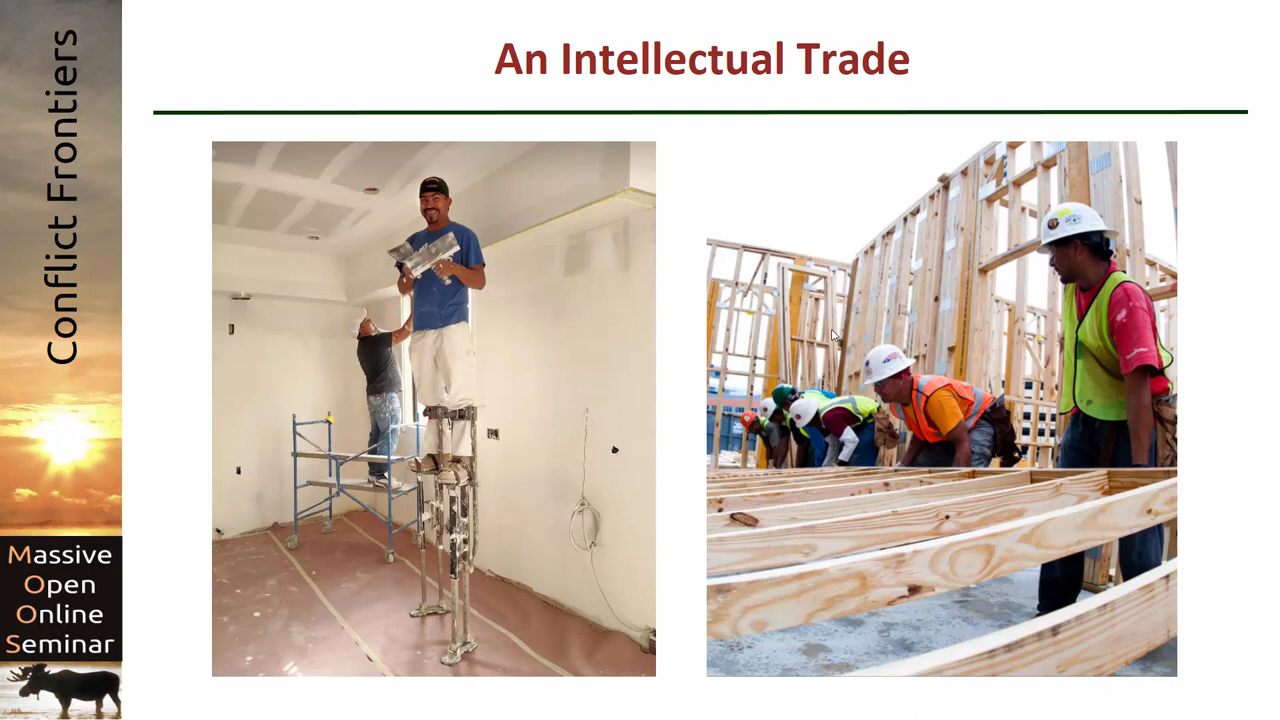 An Intellectual Trade
Conflict Frontiers
Massive
Open
Online
Seminar